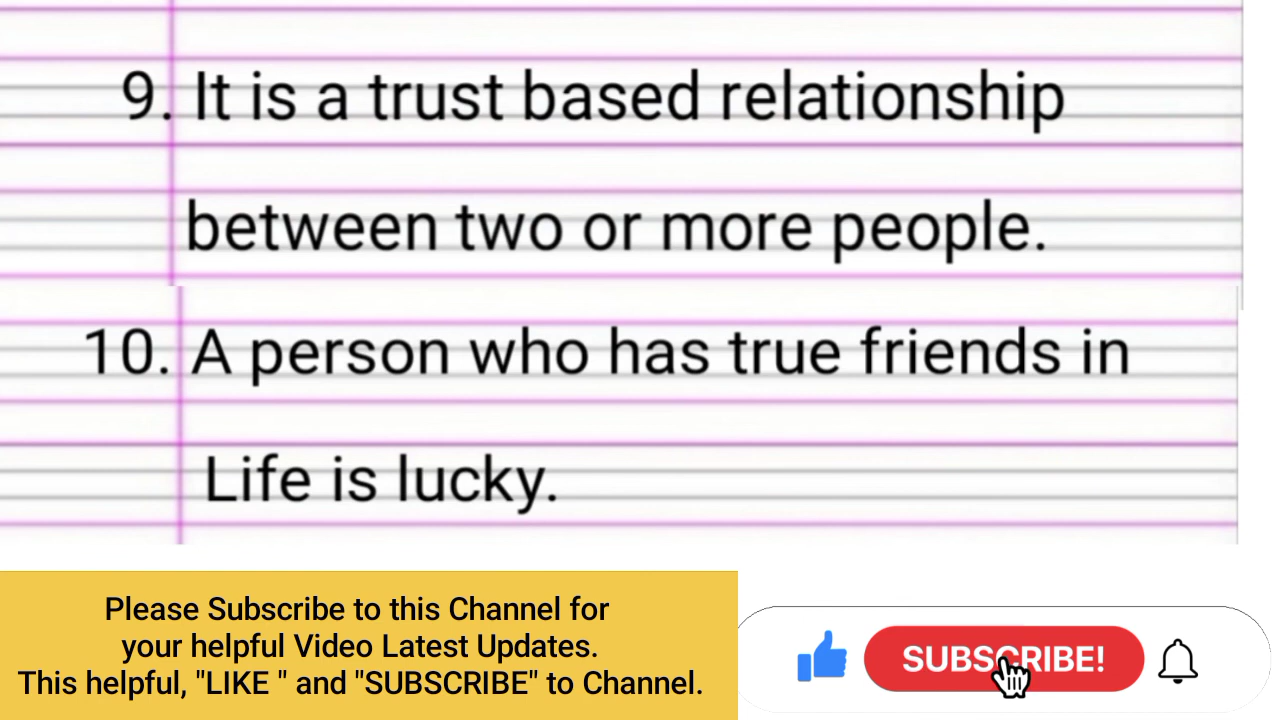 9. It is a trust based relationship
between two or more people.
10. A person who has true friends in
Life is lucky.
Please Subscribe to this Channel for
your helpful Video Latest Updates.
This helpful, "LIKE " and "SUBSCRIBE" to Channel.
SUBSCRIBE!